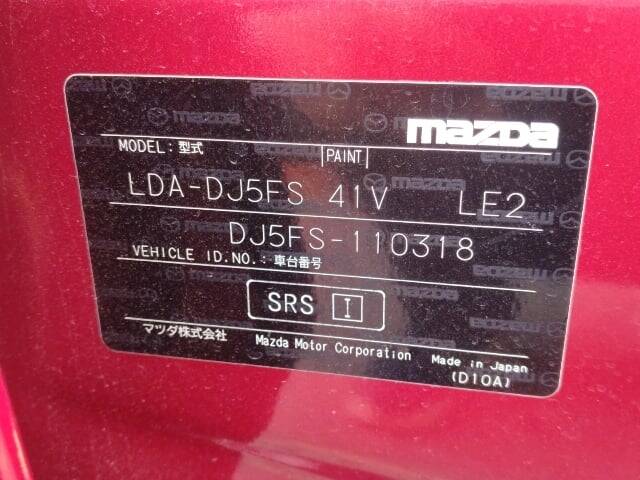 mazda
MODEL: 型式 PAINT
LDA-DJ5FS 41V LE2
DJ5FS-110318
VEHICLE ID.NO.: 車台番号
SRS I
マツダ株式会社 Mazda Motor Corporation Made in Japan
(D10A)